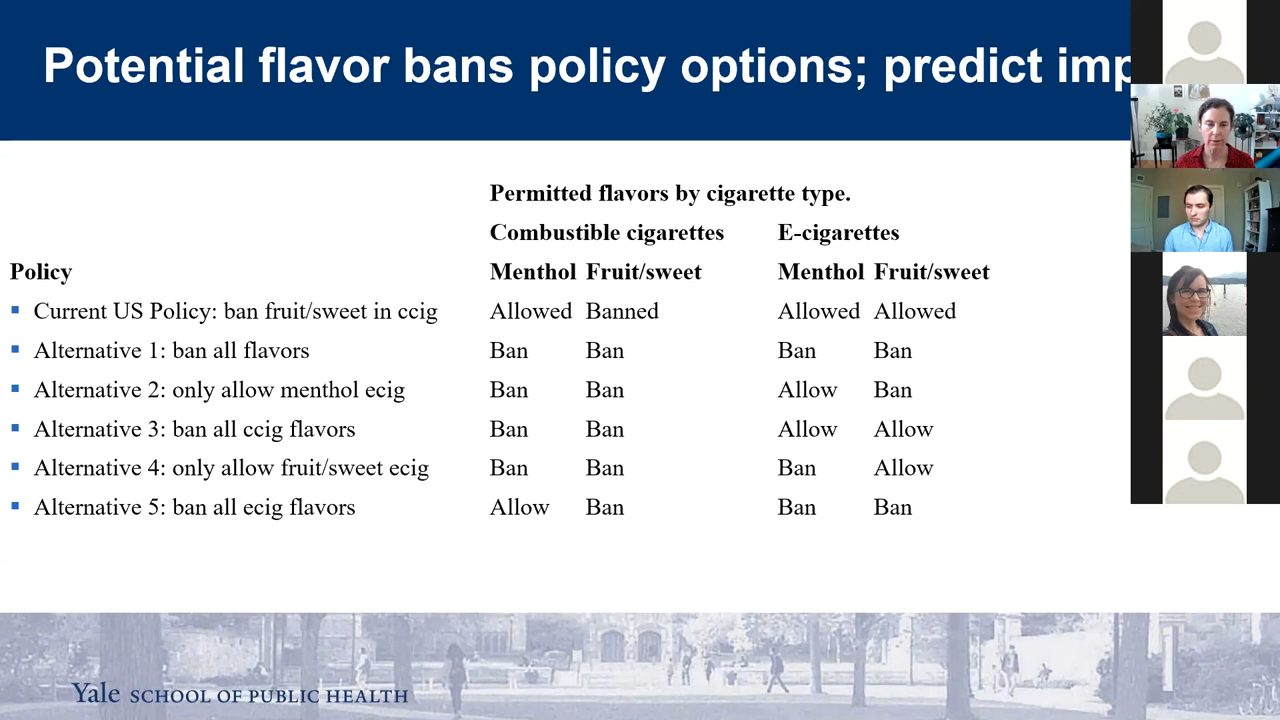 Potential flavor bans policy options; predict
Permitted flavors by cigarette type.
Combustible cigarettes E-cigarettes
Policy Menthol Fruit/sweet Menthol Fruit/sweet
▪ Current US Policy: ban fruit/sweet in ccig Allowed Banned Allowed Allowed
▪ Alternative 1: ban all flavors Ban Ban Ban Ban
▪ Alternative 2: only allow menthol ecig Ban Ban Allow Ban
▪ Alternative 3: ban all ccig flavors Ban Ban Allow Allow
▪ Alternative 4: only allow fruit/sweet ecig Ban Ban Ban Allow
▪ Alternative 5: ban all ecig flavors Allow Ban Ban Ban
Yale SCHOOL OF PUBLIC HEALTH